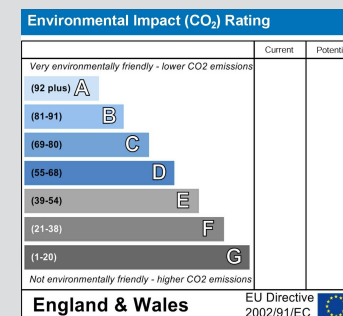 Environmental Impact (CO₂) Rating
Current Potenti
Very environmentally friendly - lower CO2 emissions
(92 plus) A
(81-91) B
(69-80) C
(55-68) D
(39-54) E
(21-38) F
(1-20) G
Not environmentally friendly - higher CO2 emissions
England & Wales
EU Directive
2002/91/EC